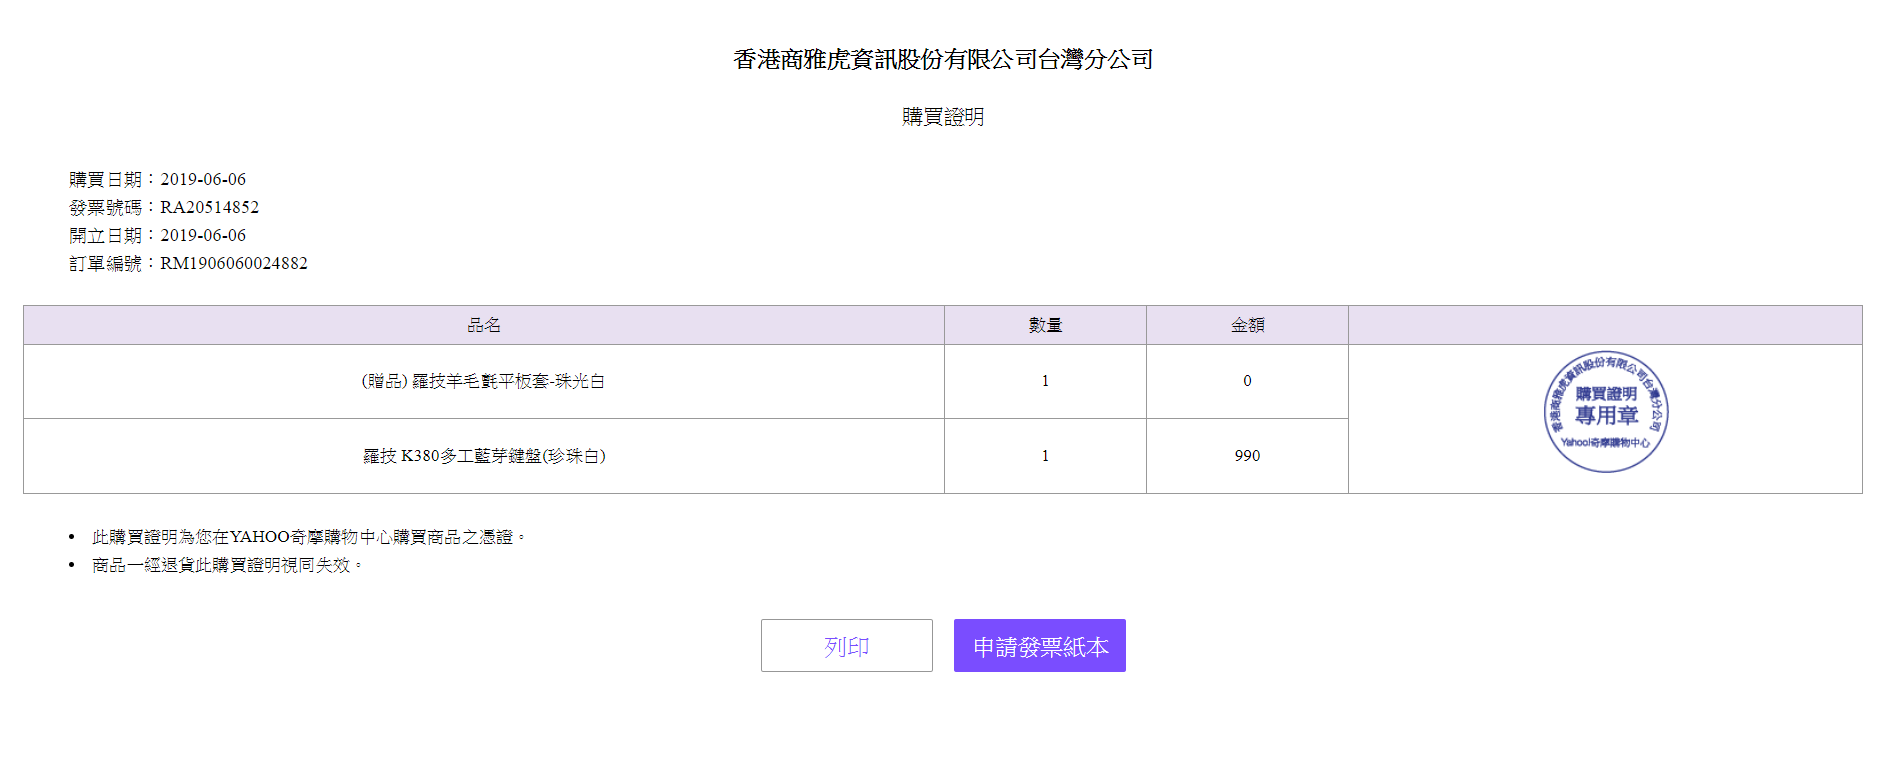 香港商雅虎資訊股份有限公司台灣分公司
購買證明
購買日期：2019-06-06
發票號碼：RA20514852
開立日期：2019-06-06
訂單編號：RM1906060024882
品名 數量 金額
(贈品) 羅技羊毛氈平板套-珠光白 1 0
羅技 K380多工藍芽鍵盤(珍珠白) 1 990
香港商雅虎資訊股份有限公司台灣分公司
購買證明
專用章
Yahoo!奇摩購物中心
• 此購買證明為您在YAHOO奇摩購物中心購買商品之憑證。
• 商品一經退貨此購買證明視同失效。
列印 申請發票紙本